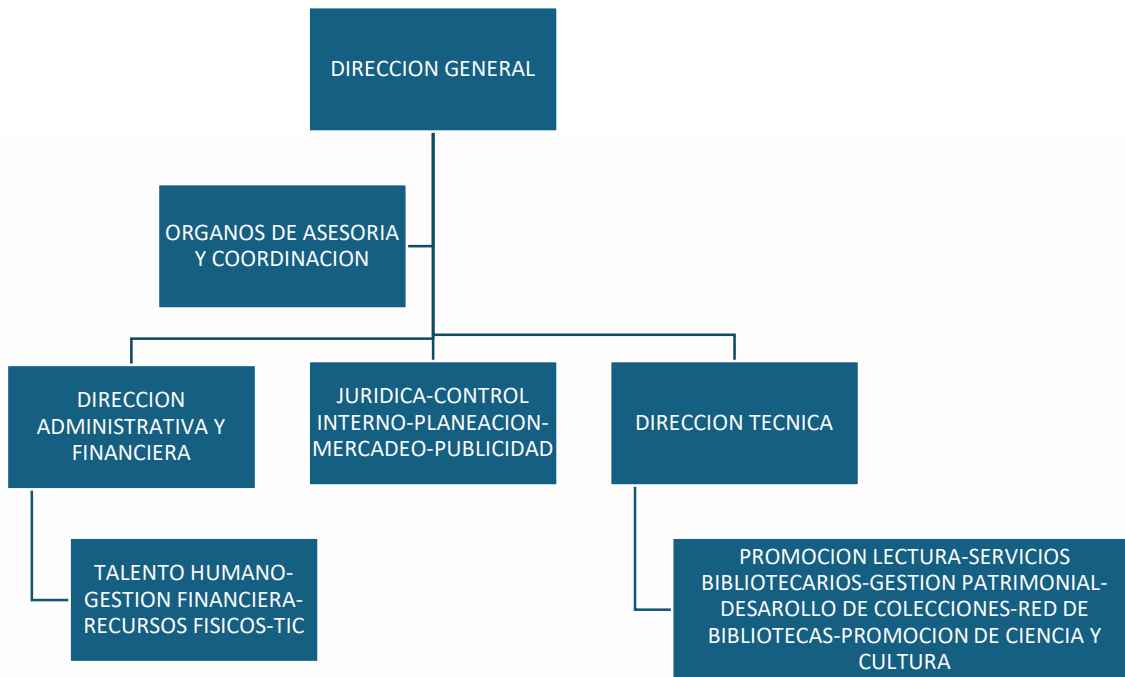 DIRECCION GENERAL
ORGANOS DE ASESORIA
Y COORDINACION
DIRECCION
ADMINISTRATIVA Y
FINANCIERA
JURIDICA-CONTROL
INTERNO-PLANEACION-
MERCADEO-PUBLICIDAD
DIRECCION TECNICA
TALENTO HUMANO-
GESTION FINANCIERA-
RECURSOS FISICOS-TIC
PROMOCION LECTURA-SERVICIOS
BIBLIOTECARIOS-GESTION PATRIMONIAL-
DESAROLLO DE COLECCIONES-RED DE
BIBLIOTECAS-PROMOCION DE CIENCIA Y
CULTURA